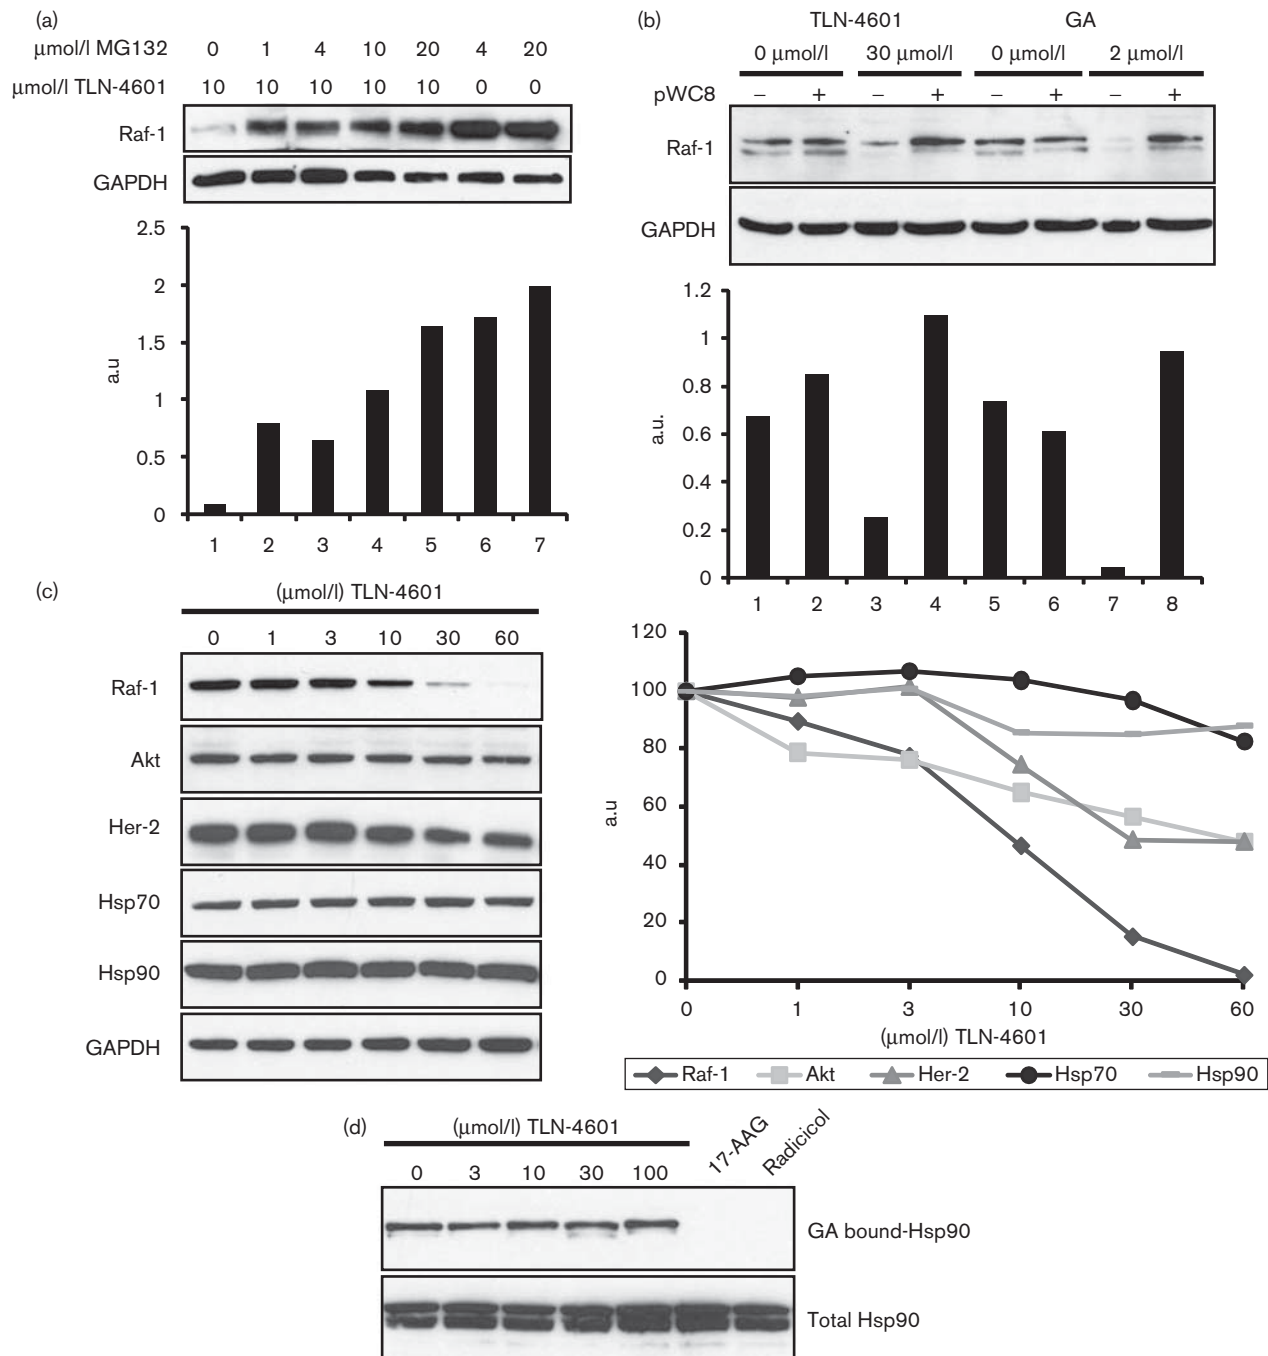 (a)
μmol/l MG132 0 1 4 10 20 4 20
μmol/l TLN-4601 10 10 10 10 10 0 0
Raf-1
GAPDH
2.5
2
1.5
1
0.5
0
a.u
1 2 3 4 5 6 7
(b)
TLN-4601 GA
0 μmol/l 30 μmol/l 0 μmol/l 2 μmol/l
pWC8 – + – + – + – +
Raf-1
GAPDH
1.2
1
0.8
0.6
0.4
0.2
0
a.u.
1 2 3 4 5 6 7 8
(c)
(μmol/l) TLN-4601
0 1 3 10 30 60
Raf-1
Akt
Her-2
Hsp70
Hsp90
GAPDH
120
100
80
60
40
20
0
a.u
0 1 3 10 30 60
(μmol/l) TLN-4601
Raf-1 Akt Her-2 Hsp70 Hsp90
(d)
(μmol/l) TLN-4601
0 3 10 30 100
17-AAG
Radicicol
GA bound-Hsp90
Total Hsp90